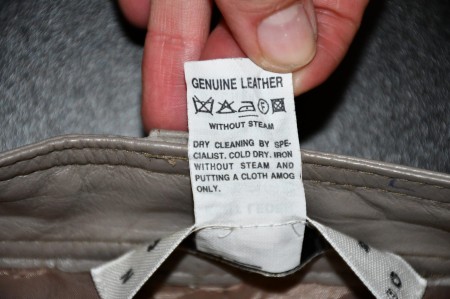 GENUINE LEATHER
WITHOUT STEAM
DRY CLEANING BY SPE-
CIALIST. COLD DRY. IRON
WITHOUT STEAM AND
PUTTING A CLOTH AMOG
ONLY.